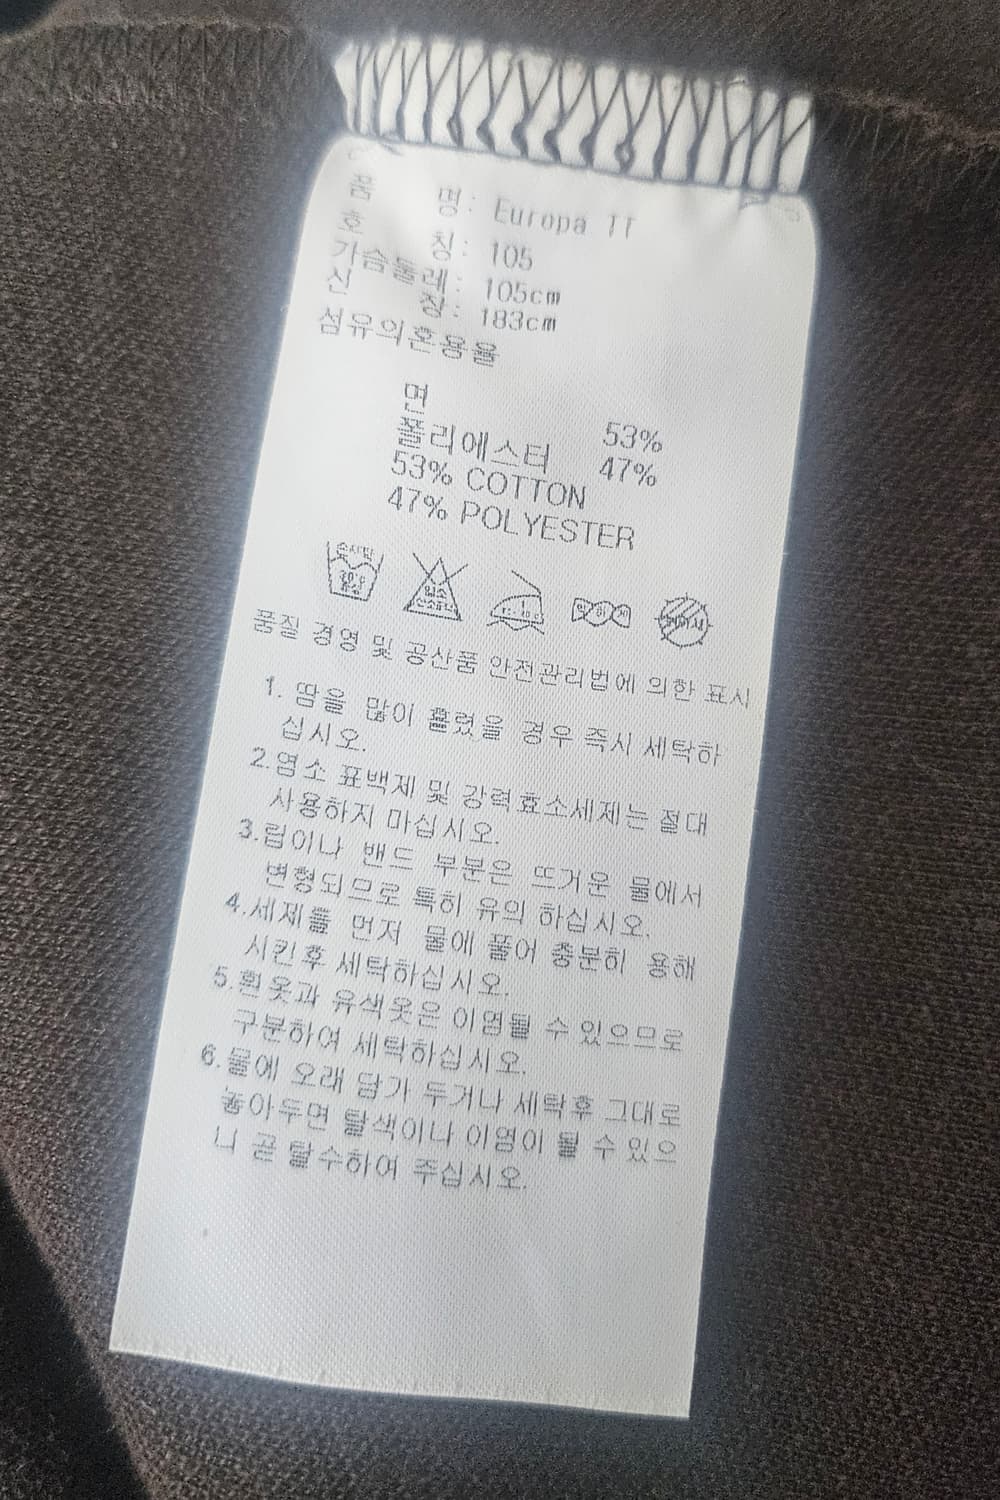 품 명: Europa TT
호 칭: 105
가슴둘레: 105cm
신 장: 183cm
섬유의혼용율
면 53%
폴리에스터 47%
53% COTTON
47% POLYESTER
품질 경영 및 공산품 안전관리법에 의한 표시
1. 땀을 많이 흘렸을 경우 즉시 세탁하
십시오.
2.염소 표백제 및 강력효소세제는 절대
사용하지 마십시오.
3.립이나 밴드 부분은 뜨거운 물에서
변형되므로 특히 유의 하십시오.
4.세제를 먼저 물에 풀어 충분히 용해
시킨후 세탁하십시오.
5.흰옷과 유색옷은 이염될 수 있으므로
구분하여 세탁하십시오.
6.물에 오래 담가 두거나 세탁후 그대로
놓아두면 탈색이나 이염이 될 수 있으
니 곧 탈수하여 주십시오.